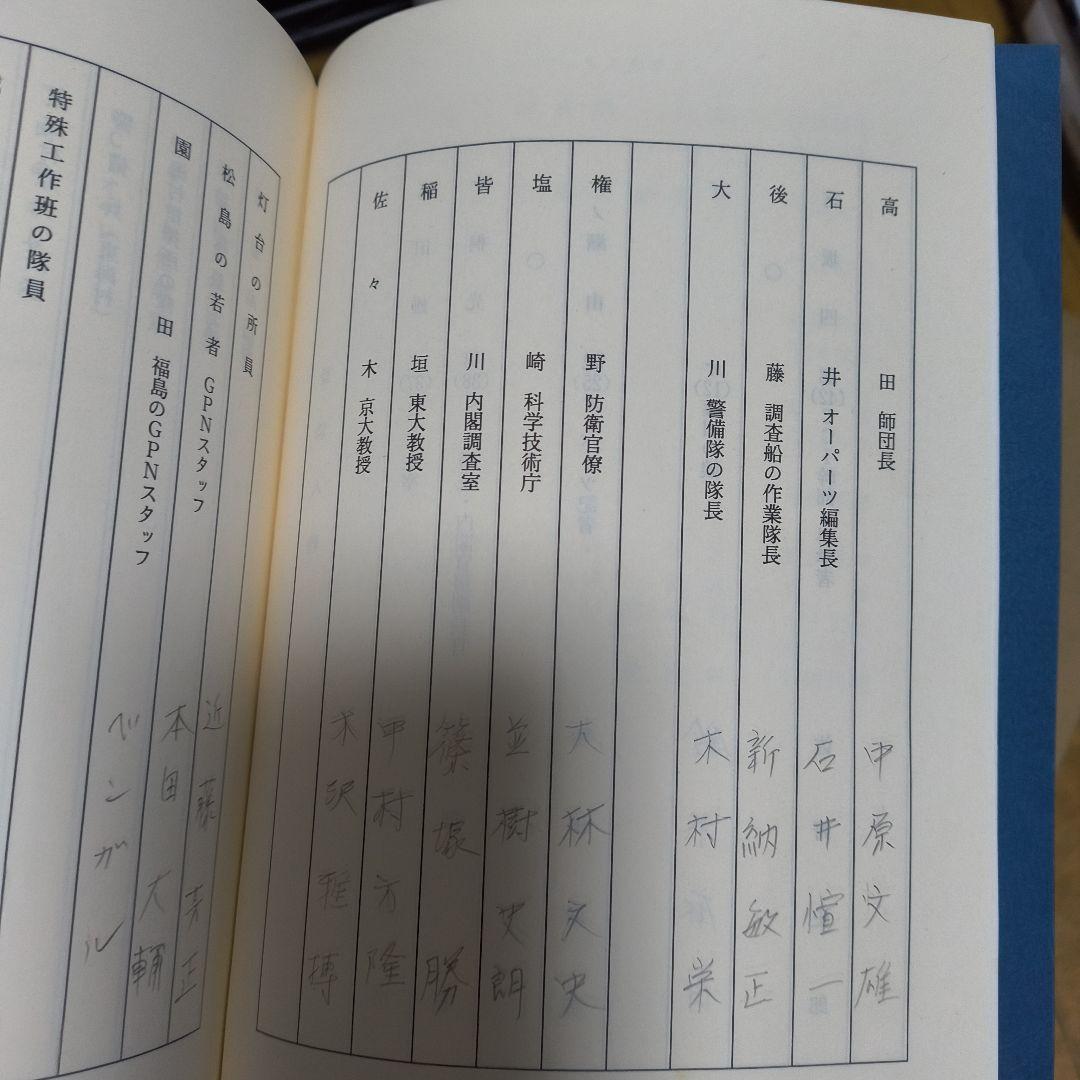 高田 師団長 中原文雄
石井 オーパーツ編集長 石井愃一
後藤 調査船の作業隊長 新納敏正
大川 警備隊の隊長 木村栄
権野 防衛官僚 大林丈史
塩崎 科学技術庁 並樹史朗
皆川 内閣調査室 篠塚勝
稲垣 東大教授 中村方隆
佐々木 京大教授 米沢 博
灯台の所員
松島の若者 GPNスタッフ 近藤芳正
園田 福島のGPNスタッフ 本田大輔
ベンガル
特殊工作班の隊員